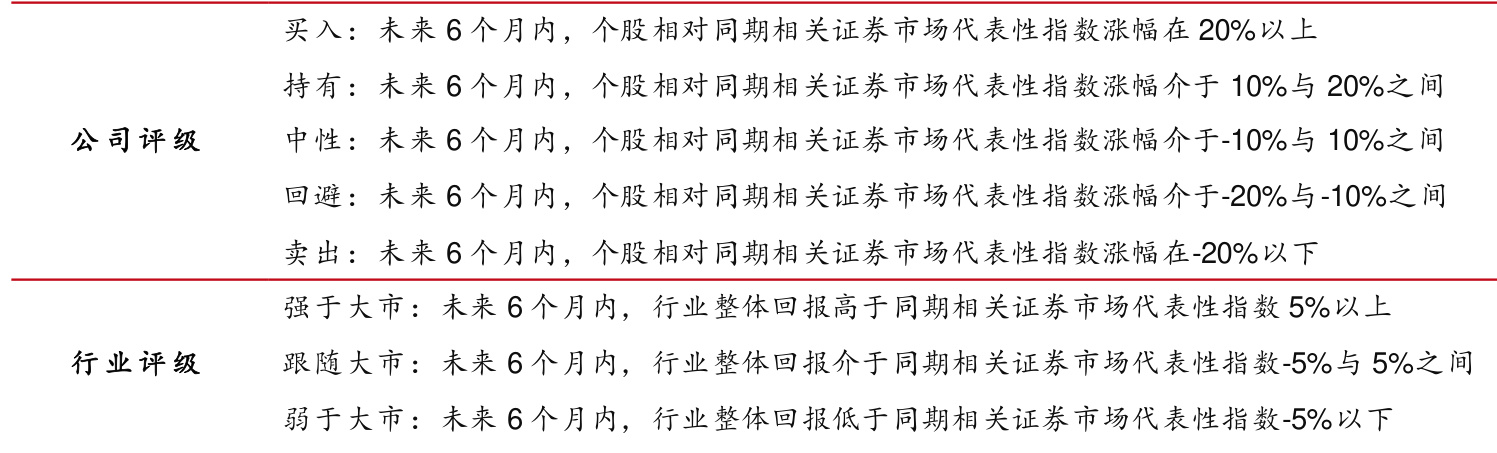 买入：未来 6 个月内，个股相对同期相关证券市场代表性指数涨幅在 20%以上
持有：未来 6 个月内，个股相对同期相关证券市场代表性指数涨幅介于 10%与 20%之间
公司评级
中性：未来 6 个月内，个股相对同期相关证券市场代表性指数涨幅介于-10%与 10%之间
回避：未来 6 个月内，个股相对同期相关证券市场代表性指数涨幅介于-20%与-10%之间
卖出：未来 6 个月内，个股相对同期相关证券市场代表性指数涨幅在-20%以下
强于大市：未来 6 个月内，行业整体回报高于同期相关证券市场代表性指数 5%以上
行业评级
跟随大市：未来 6 个月内，行业整体回报介于同期相关证券市场代表性指数-5%与 5%之间
弱于大市：未来 6 个月内，行业整体回报低于同期相关证券市场代表性指数-5%以下